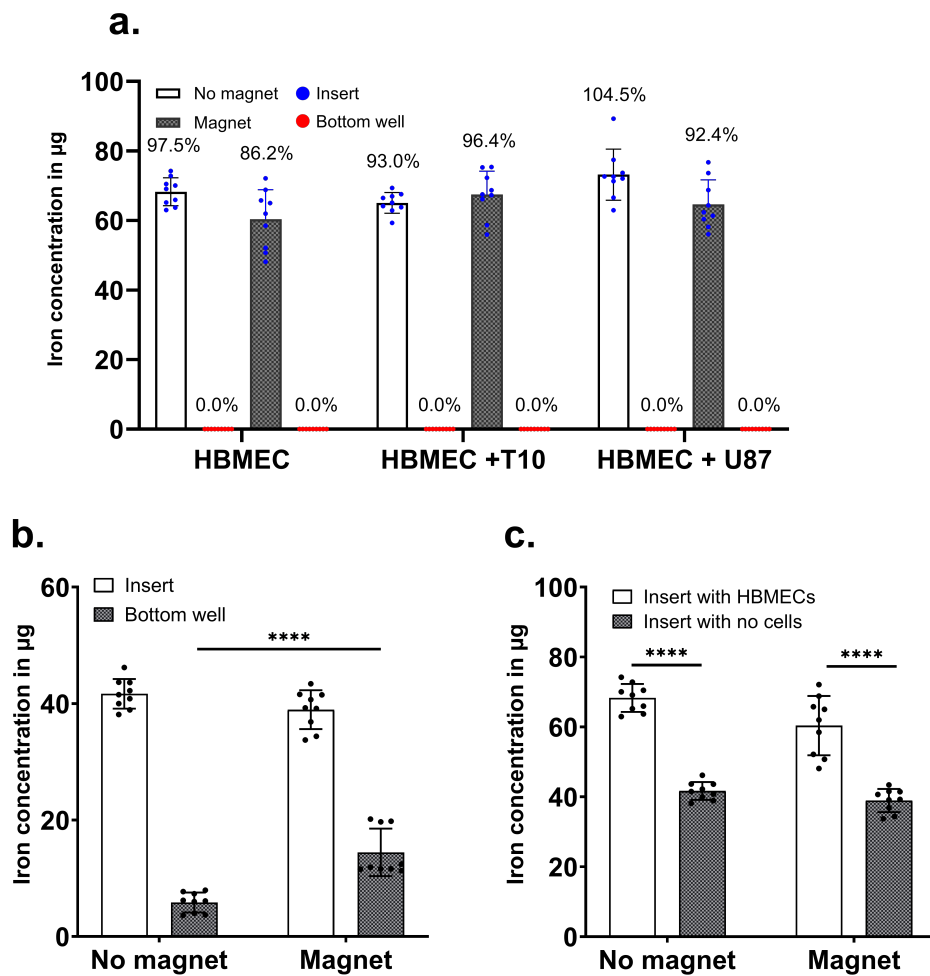 a.
Iron concentration in µg
100
80
60
40
20
0
No magnet
Magnet
Insert
Bottom well
97.5%
0.0%
86.2%
0.0%
93.0%
0.0%
96.4%
0.0%
104.5%
0.0%
92.4%
0.0%
HBMEC
HBMEC +T10
HBMEC + U87
b.
Iron concentration in µg
60
40
20
0
Insert
Bottom well
****
No magnet
Magnet
c.
Iron concentration in µg
100
80
60
40
20
0
Insert with HBMECs
Insert with no cells
****
****
No magnet
Magnet